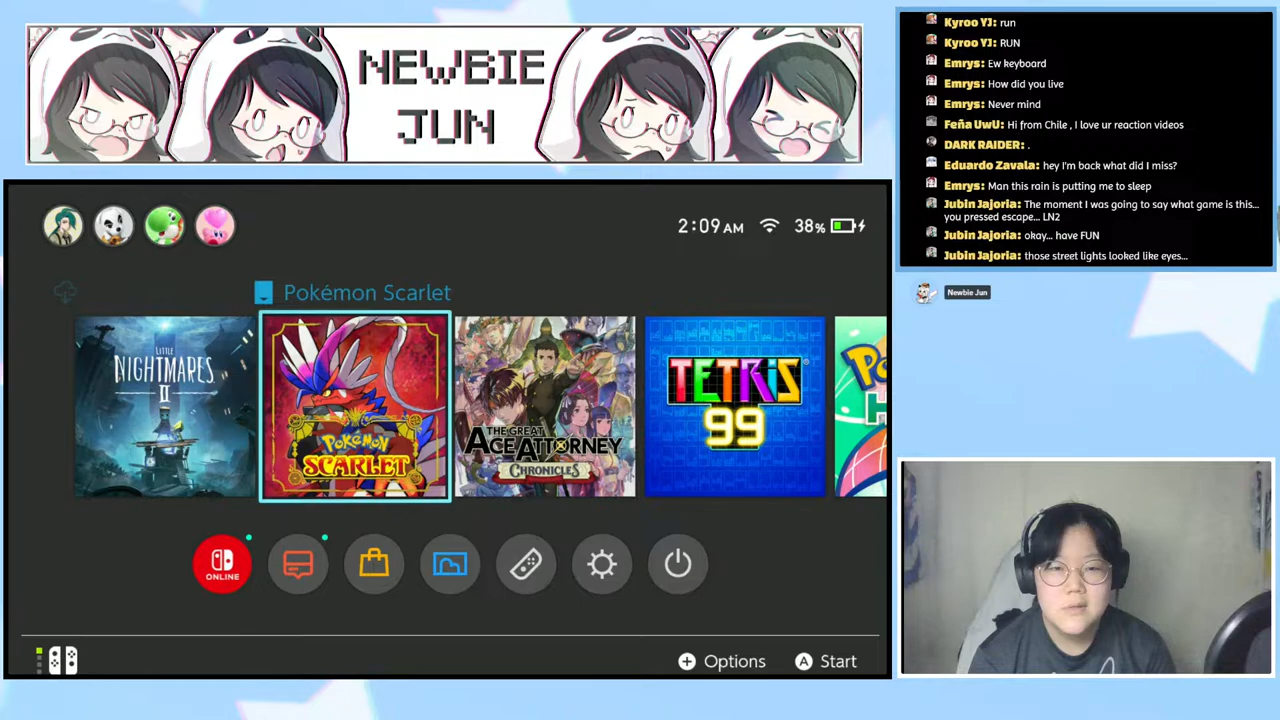 NEWBIE
JUN
Kyroo YJ: run
Kyroo YJ: RUN
Emrys: Ew keyboard
Emrys: How did you live
Emrys: Never mind
Feña UwU: Hi from Chile , I love ur reaction videos
DARK RAIDER: .
Eduardo Zavala: hey I'm back what did I miss?
Emrys: Man this rain is putting me to sleep
Jubin Jajoria: The moment I was going to say what game is this...
you pressed escape... LN2
Jubin Jajoria: okay... have FUN
Jubin Jajoria: those street lights looked like eyes...
Newbie Jun
2:09 AM 38%
Pokémon Scarlet
LITTLE
NIGHTMARES
II
POKÉMON
SCARLET
THE GREAT
ACE ATTORNEY
CHRONICLES
TETRIS
99
ONLINE
Options
A Start